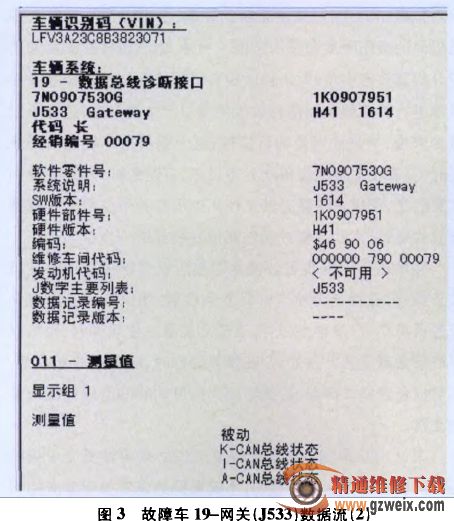 车辆识别码(VIN):
LFV3A23C8B3823071
车辆系统:
19 - 数据总线诊断接口
7N0907530G 1K0907951
J533 Gateway H41 1614
代码 长
经销编号 00079
软件零件号: 7N0907530G
系统说明: J533 Gateway
SW版本: 1614
硬件部件号: 1K0907951
硬件版本: H41
编码: $46 90 06
维修车间代码: 000000 790 00079
发动机代码: < 不可用 >
J数字主要列表: J533
数据记录编号: ------------
数据记录版本: ----
011 - 测量值
显示组 1
测量值
被动
K-CAN总线状态
I-CAN总线状态
A-CAN总线状态
精通维修下载
www.gzweix.com
图3 故障车19-网关(J533)数据流(2)